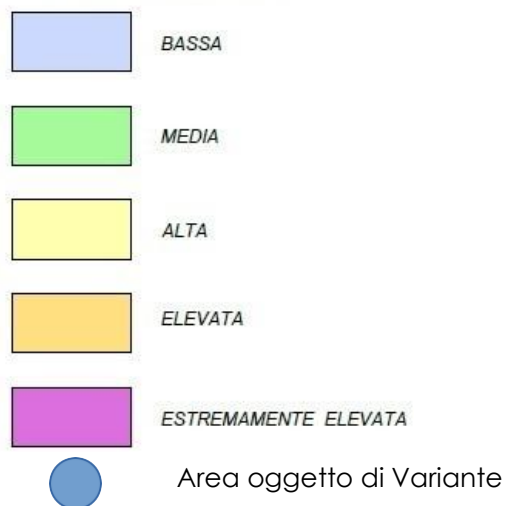 BASSA
MEDIA
ALTA
ELEVATA
ESTREMAMENTE ELEVATA
Area oggetto di Variante